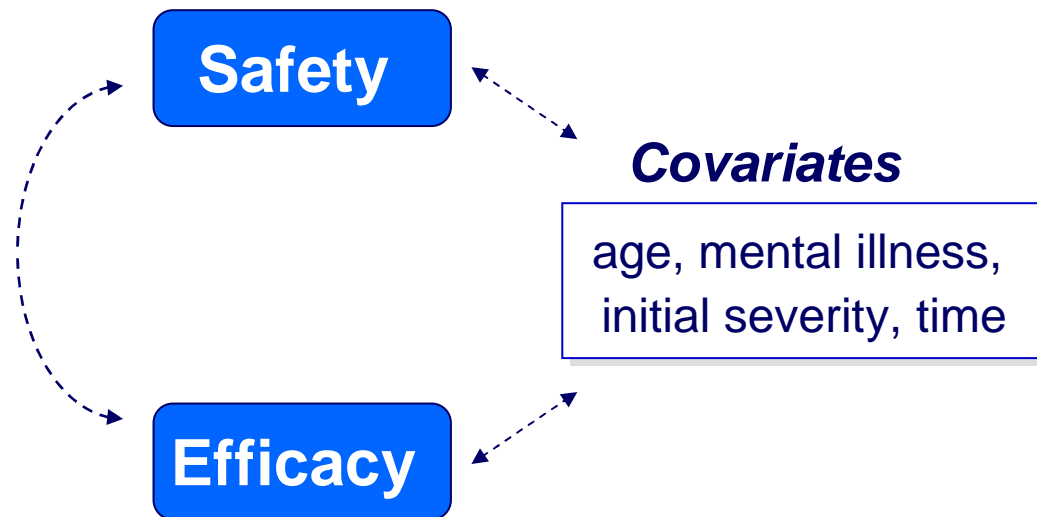 Safety
Covariates
age, mental illness,
initial severity, time
Efficacy